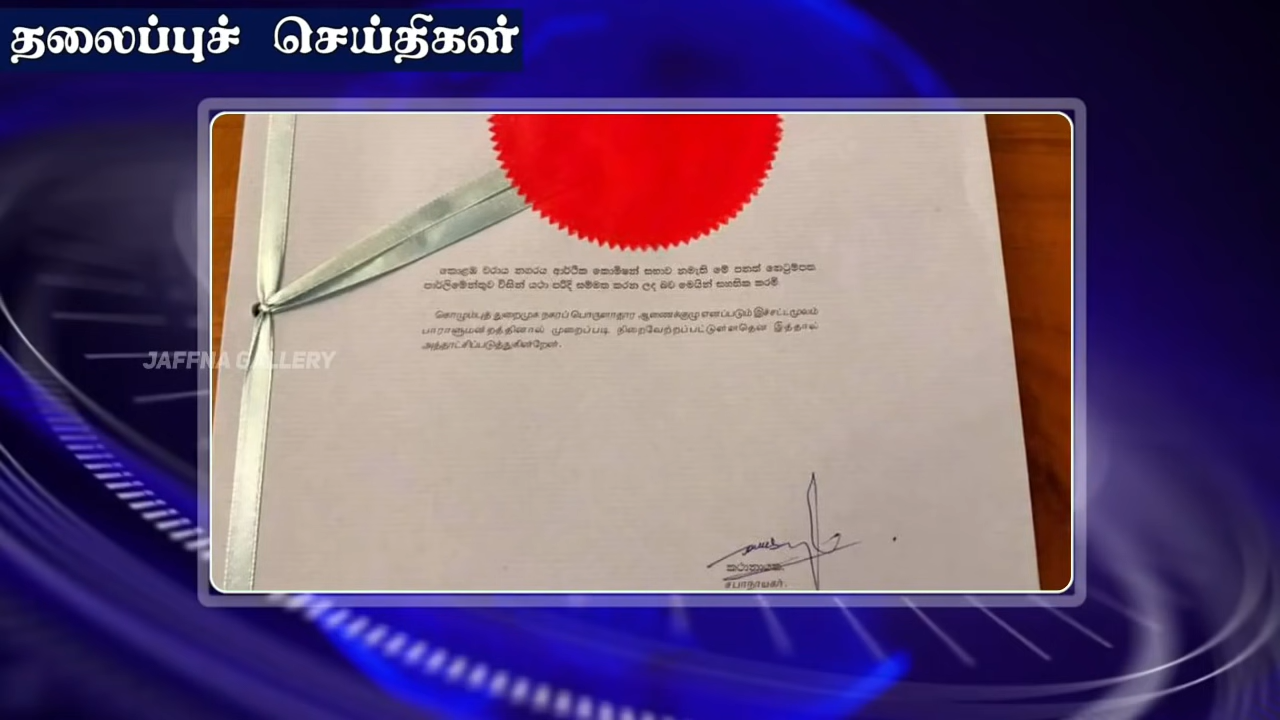 தலைப்புச் செய்திகள்
කොළඹ වරාය නගරය ආර්ථික කොමිෂන් සභාව නමැති මේ පනත් කෙටුම්පත
පාර්ලිමේන්තුව විසින් යථා පරිදි සම්මත කරන ලද බව මෙයින් සහතික කරමි.
கொழும்புத் துறைமுக நகரப் பொருளாதார ஆணைக்குழு எனப்படும் இச்சட்டமூலம்
பாராளுமன்றத்தினால் முறைப்படி நிறைவேற்றப்பட்டுள்ளதென இத்தால்
அத்தாட்சிப்படுத்துகின்றேன்.
JAFFNA GALLERY
කථානායක.
சபாநாயகர்.